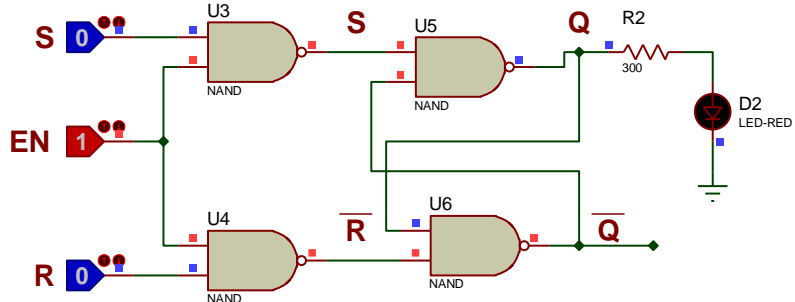 U3
S
0
S
U5
Q
R2
NAND
300
NAND
D2
LED-RED
EN
1
U4
R
U6
Q
R
0
NAND
NAND